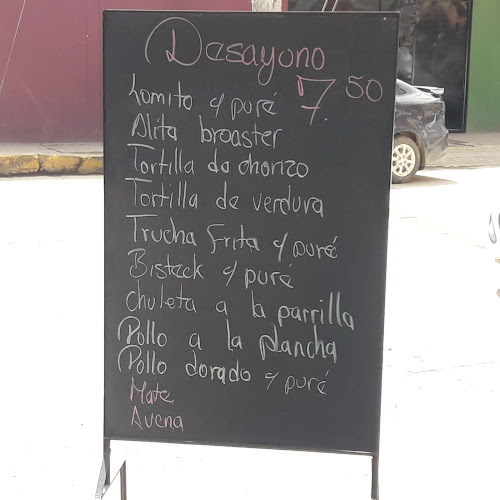 Desayuno
7.50
Lomito c/ puré
Alita broaster
Tortilla de chorizo
Tortilla de verdura
Trucha frita c/ puré
Bisteck c/ puré
chuleta a la parrilla
Pollo a la plancha
Pollo dorado c/ puré
Mate
Avena